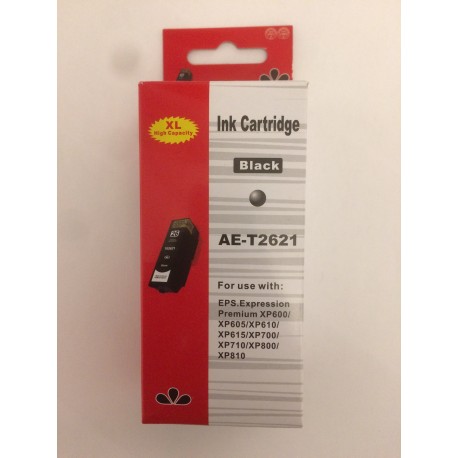 XL
High Capacity
Ink Cartridge
Black
AE-T2621
26
For use with:
EPS.Expression
Premium XP600/
XP605/XP610/
XP615/XP700/
XP710/XP800/
XP810